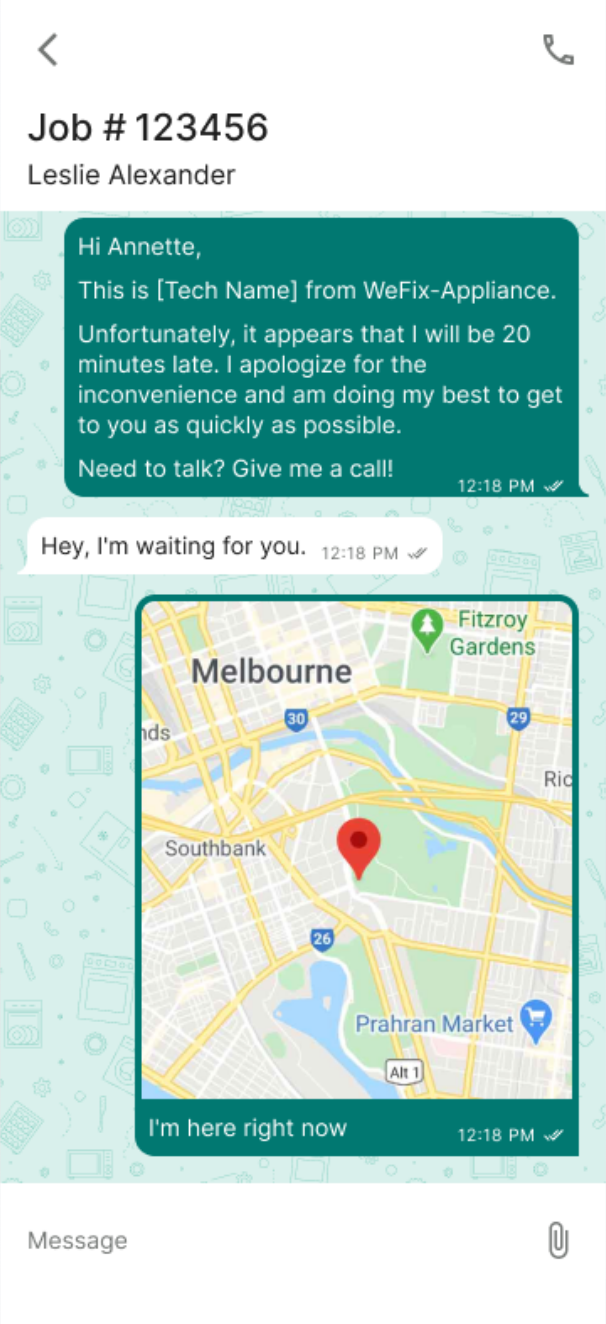 Job # 123456
Leslie Alexander
Hi Annette,
This is [Tech Name] from WeFix-Appliance.
Unfortunately, it appears that I will be 20
minutes late. I apologize for the
inconvenience and am doing my best to get
to you as quickly as possible.
Need to talk? Give me a call!
12:18 PM
Hey, I'm waiting for you.
12:18 PM
Fitzroy
Gardens
Melbourne
30
29
nds
Ric
Southbank
26
Prahran Market
Alt 1
I'm here right now
12:18 PM
Message